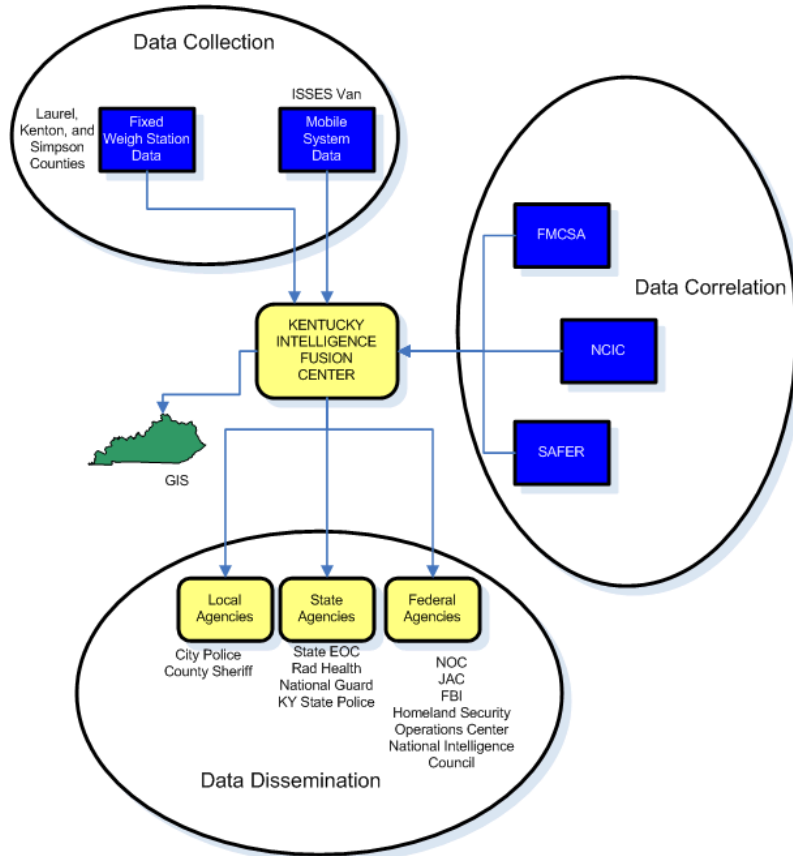 Data Collection
ISSES Van
Laurel,
Kenton, and
Simpson
Counties
Fixed
Weigh Station
Data
Mobile
System
Data
FMCSA
Data Correlation
NCIC
SAFER
KENTUCKY
INTELLIGENCE
FUSION
CENTER
GIS
Local
Agencies
State
Agencies
Federal
Agencies
City Police
County Sheriff
State EOC
Rad Health
National Guard
KY State Police
NOC
JAC
FBI
Homeland Security
Operations Center
National Intelligence
Council
Data Dissemination